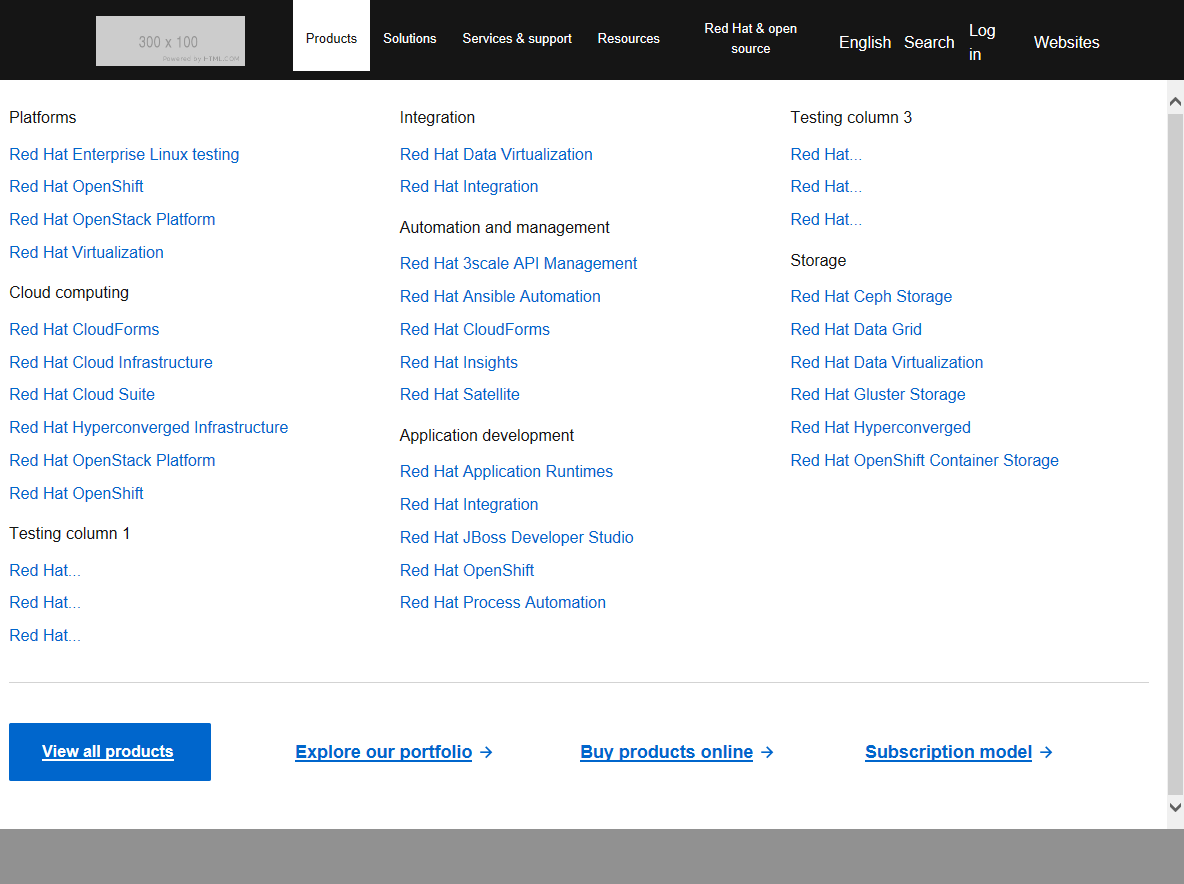 300 x 100
Powered by HTML.COM
Products
Solutions
Services & support
Resources
Red Hat & open
source
English
Search
Log
in
Websites
Platforms
Red Hat Enterprise Linux testing
Red Hat OpenShift
Red Hat OpenStack Platform
Red Hat Virtualization
Cloud computing
Red Hat CloudForms
Red Hat Cloud Infrastructure
Red Hat Cloud Suite
Red Hat Hyperconverged Infrastructure
Red Hat OpenStack Platform
Red Hat OpenShift
Testing column 1
Red Hat...
Red Hat...
Red Hat...
Integration
Red Hat Data Virtualization
Red Hat Integration
Automation and management
Red Hat 3scale API Management
Red Hat Ansible Automation
Red Hat CloudForms
Red Hat Insights
Red Hat Satellite
Application development
Red Hat Application Runtimes
Red Hat Integration
Red Hat JBoss Developer Studio
Red Hat OpenShift
Red Hat Process Automation
Testing column 3
Red Hat...
Red Hat...
Red Hat...
Storage
Red Hat Ceph Storage
Red Hat Data Grid
Red Hat Data Virtualization
Red Hat Gluster Storage
Red Hat Hyperconverged
Red Hat OpenShift Container Storage
View all products
Explore our portfolio →
Buy products online →
Subscription model →